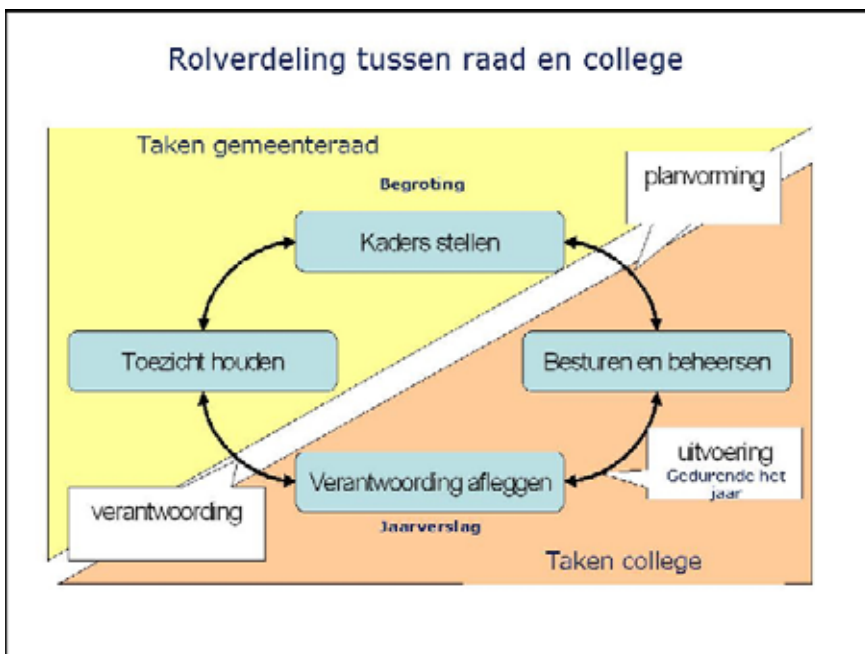 Rolverdeling tussen raad en college
Taken gemeenteraad
Begroting
planvorming
Kaders stellen
Toezicht houden
Besturen en beheersen
uitvoering
Gedurende het
jaar
Verantwoording afleggen
verantwoording
Jaarverslag
Taken college